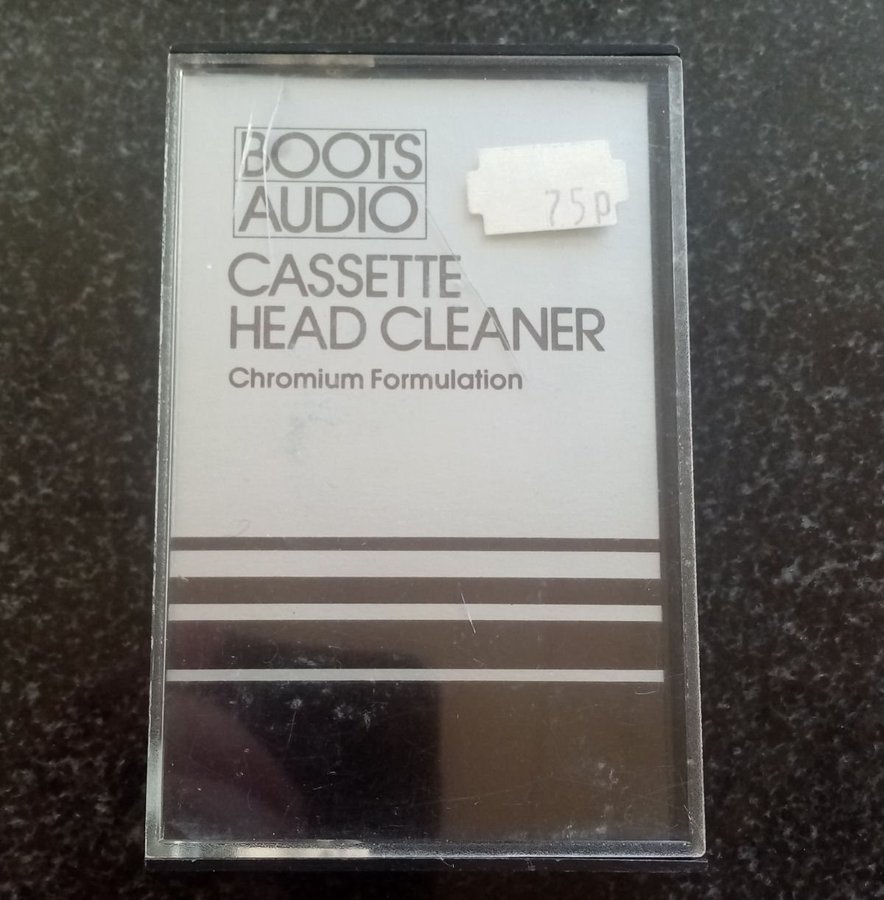 BOOTS
AUDIO
75p
CASSETTE
HEAD CLEANER
Chromium Formulation